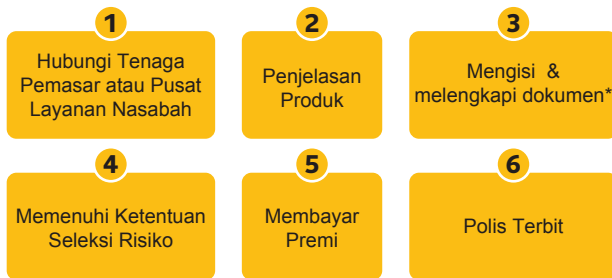 1
Hubungi Tenaga
Pemasar atau Pusat
Layanan Nasabah
2
Penjelasan
Produk
3
Mengisi &
melengkapi dokumen*
4
Memenuhi Ketentuan
Seleksi Risiko
5
Membayar
Premi
6
Polis Terbit